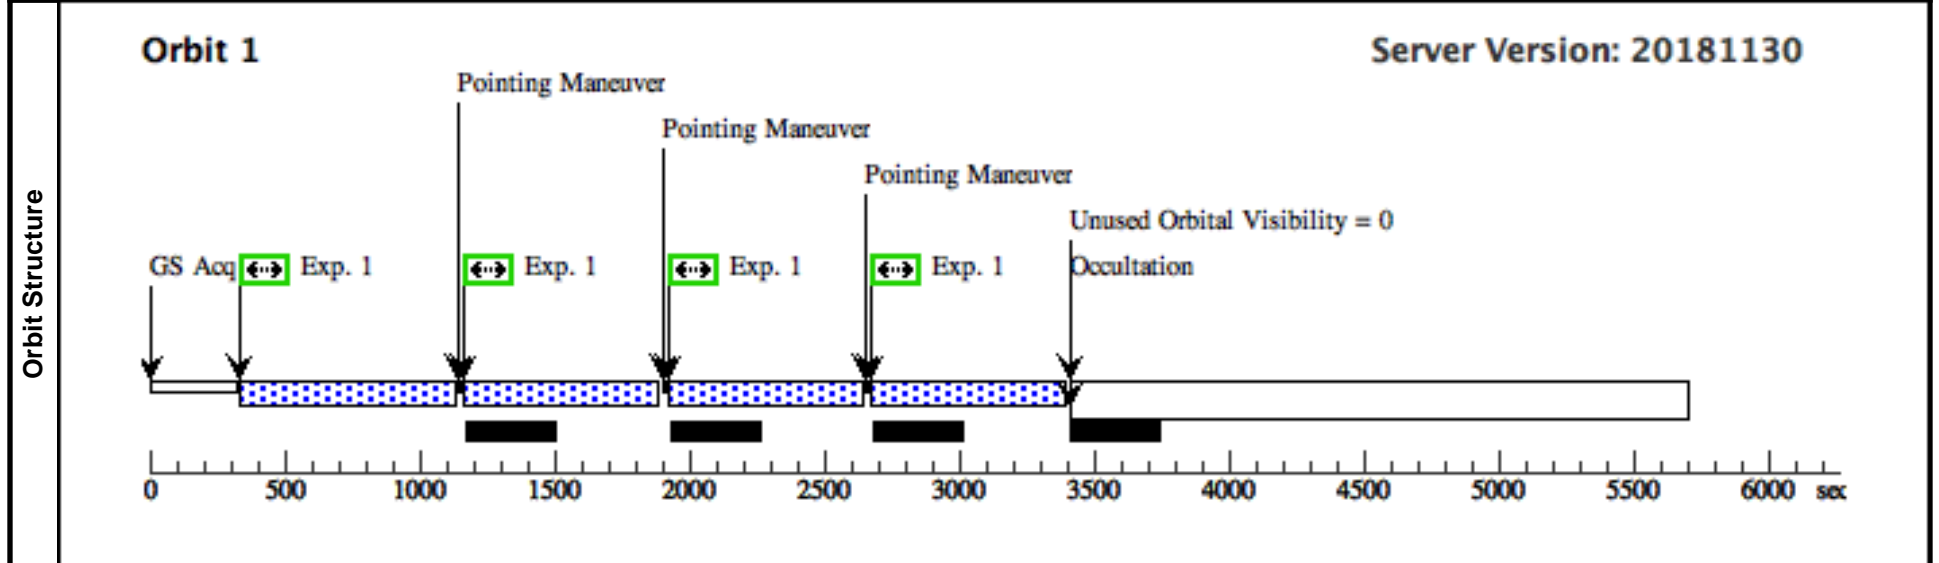 Orbit Structure
Orbit 1
Server Version: 20181130
Pointing Maneuver
Pointing Maneuver
Pointing Maneuver
Unused Orbital Visibility = 0
GS Acq Exp. 1 Exp. 1 Exp. 1 Exp. 1 Occultation
0 500 1000 1500 2000 2500 3000 3500 4000 4500 5000 5500 6000 sec